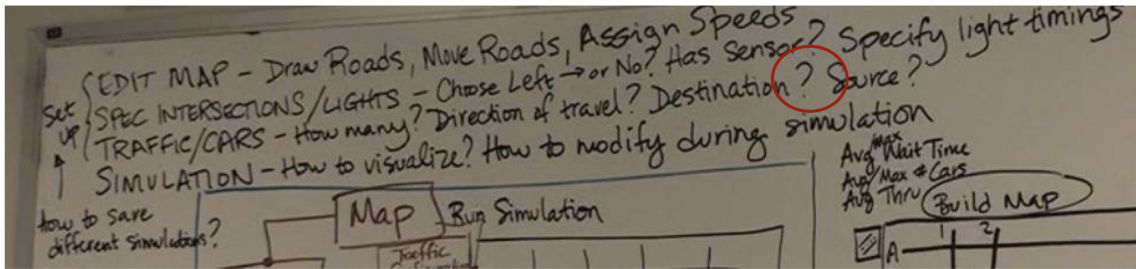 EDIT MAP - Draw Roads, Move Roads, Assign Speeds
SPEC INTERSECTIONS/LIGHTS - Choose Left → or No? Has Sensor? Specify light timings
TRAFFIC/CARS - How many? Direction of travel? Destination? Source?
SIMULATION - How to visualize? How to modify during simulation
Set
up
how to save
different simulations?
Map
Run Simulation
Traffic
Avg Max Wait Time
Avg/Max # Cars
Avg Thru
Build Map
1 2
A